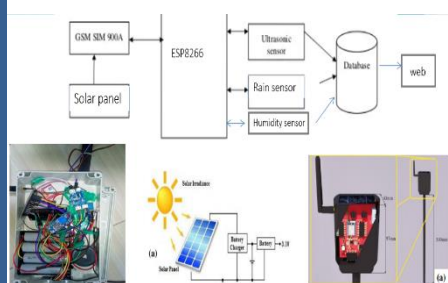 GSM SIM 900A
ESP8266
Ultrasonic
sensor
Database
web
Solar panel
Rain sensor
Humidity sensor
Solar Irradiance
(a)
Battery
Charger
Battery
Solar Panel
(a)